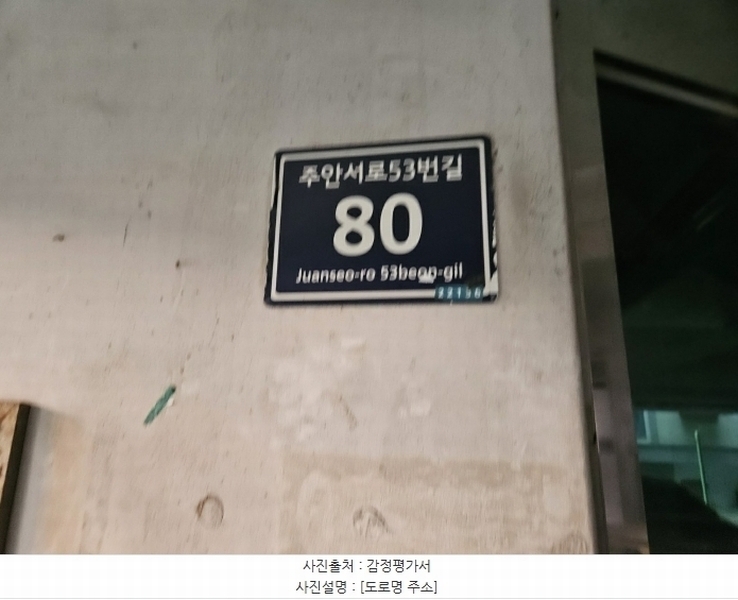 주안서로53번길
80
Juanseo-ro 53beon-gil
사진출처 : 감정평가서
사진설명 : [도로명 주소]